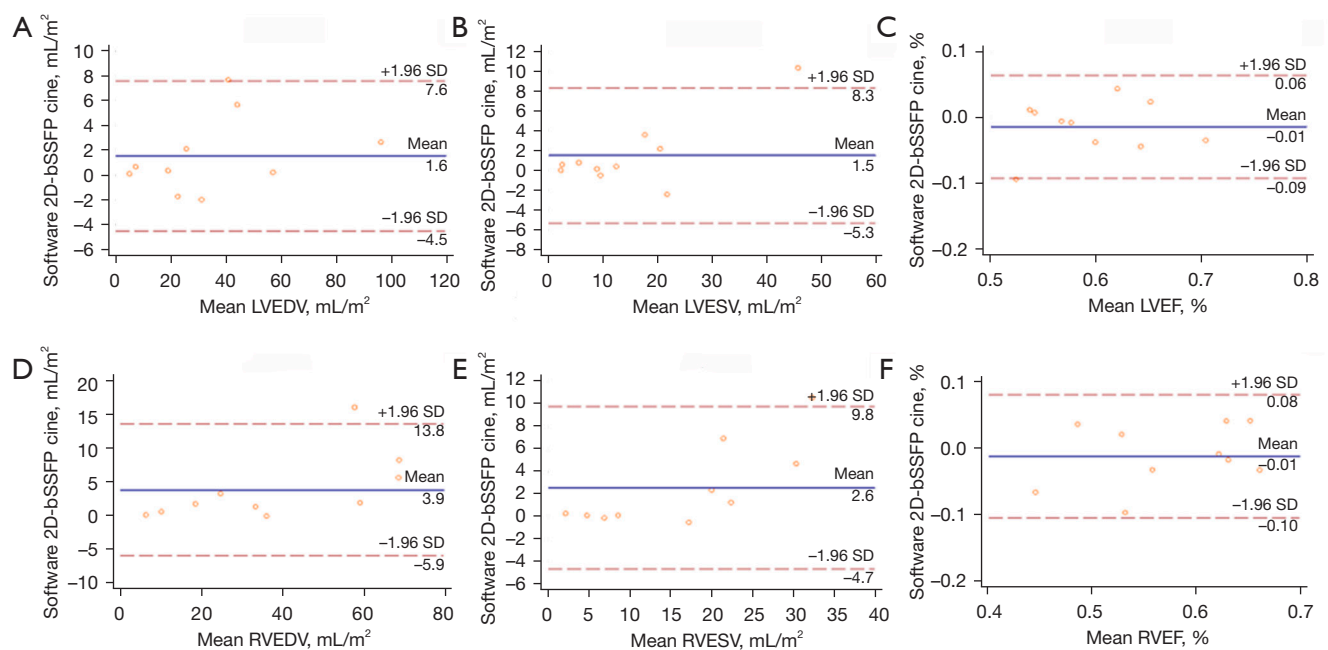 A
Software 2D-bSSFP cine, mL/m²
10
8
6
4
2
0
−2
−4
−6
+1.96 SD
7.6
Mean
1.6
−1.96 SD
−4.5
0 20 40 60 80 100 120
Mean LVEDV, mL/m²
B
Software 2D-bSSFP cine, mL/m²
12
10
8
6
4
2
0
−2
−4
−6
−8
+1.96 SD
8.3
Mean
1.5
−1.96 SD
−5.3
0 10 20 30 40 50 60
Mean LVESV, mL/m²
C
Software 2D-bSSFP cine, %
0.1
0.0
−0.1
−0.2
+1.96 SD
0.06
Mean
−0.01
−1.96 SD
−0.09
0.5 0.6 0.7 0.8
Mean LVEF, %
D
Software 2D-bSSFP cine, mL/m²
20
15
10
5
0
−5
−10
+1.96 SD
13.8
Mean
3.9
−1.96 SD
−5.9
0 20 40 60 80
Mean RVEDV, mL/m²
E
Software 2D-bSSFP cine, mL/m²
12
10
8
6
4
2
0
−2
−4
−6
+1.96 SD
9.8
Mean
2.6
−1.96 SD
−4.7
0 5 10 15 20 25 30 35 40
Mean RVESV, mL/m²
F
Software 2D-bSSFP cine, %
0.1
0.0
−0.1
−0.2
+1.96 SD
0.08
Mean
−0.01
−1.96 SD
−0.10
0.4 0.5 0.6 0.7
Mean RVEF, %